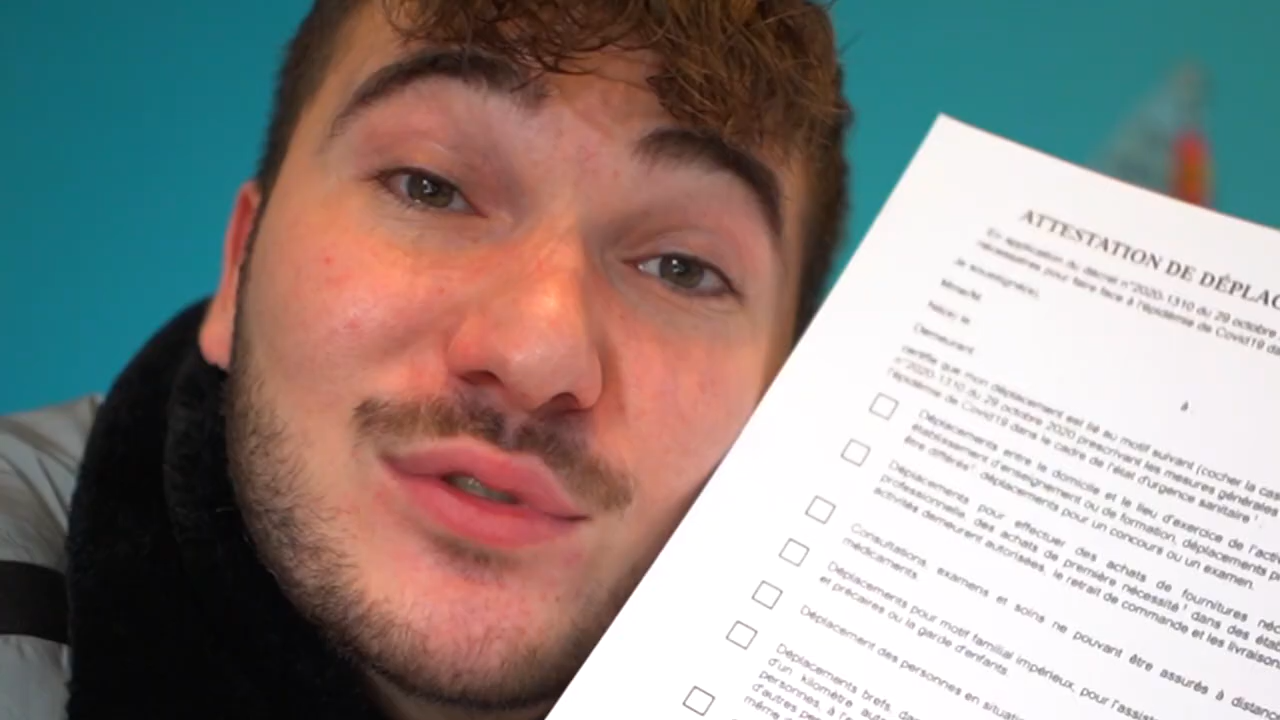 ATTESTATION DE DÉPLAC
En application du décret n°2020-1310 du 29 octobre
nécessaires pour faire face à l'épidémie de Covid19 da
Je soussigné(e),
Mme/M.
Né(e) le
Demeurant
à
certifie que mon déplacement est lié au motif suivant (cocher la cas
n°2020-1310 du 29 octobre 2020 prescrivant les mesures générales
l'épidémie de Covid19 dans le cadre de l'état d'urgence sanitaire 1:
Déplacements entre le domicile et le lieu d'exercice de l'acti
établissement d'enseignement ou de formation, déplacements p
être différés 2, déplacements pour un concours ou un examen.
Déplacements pour effectuer des achats de fournitures néc
professionnelle, des achats de première nécessité 3 dans des étab
activités demeurent autorisées, le retrait de commande et les livraisons
Consultations, examens et soins ne pouvant être assurés à distanc
médicaments.
Déplacements pour motif familial impérieux, pour l'assist
et précaires ou la garde d'enfants.
Déplacement des personnes en situatio
Déplacements brefs, da
d'un kilomètre auto
personnes, à l'e
d'autres pe
même d